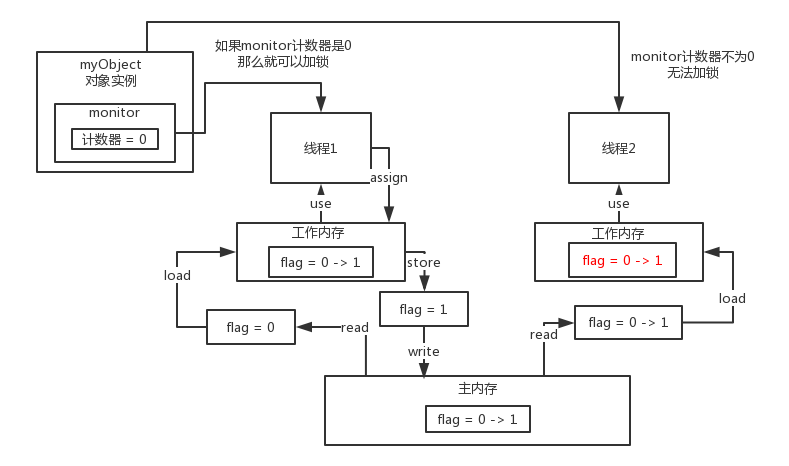 myObject
对象实例
monitor
计数器 = 0
如果monitor计数器是0
那么就可以加锁
monitor计数器不为0
无法加锁
线程1
线程2
assign
use
use
工作内存
flag = 0 -> 1
工作内存
flag = 0 -> 1
load
store
load
flag = 0
read
flag = 1
read
flag = 0 -> 1
write
主内存
flag = 0 -> 1